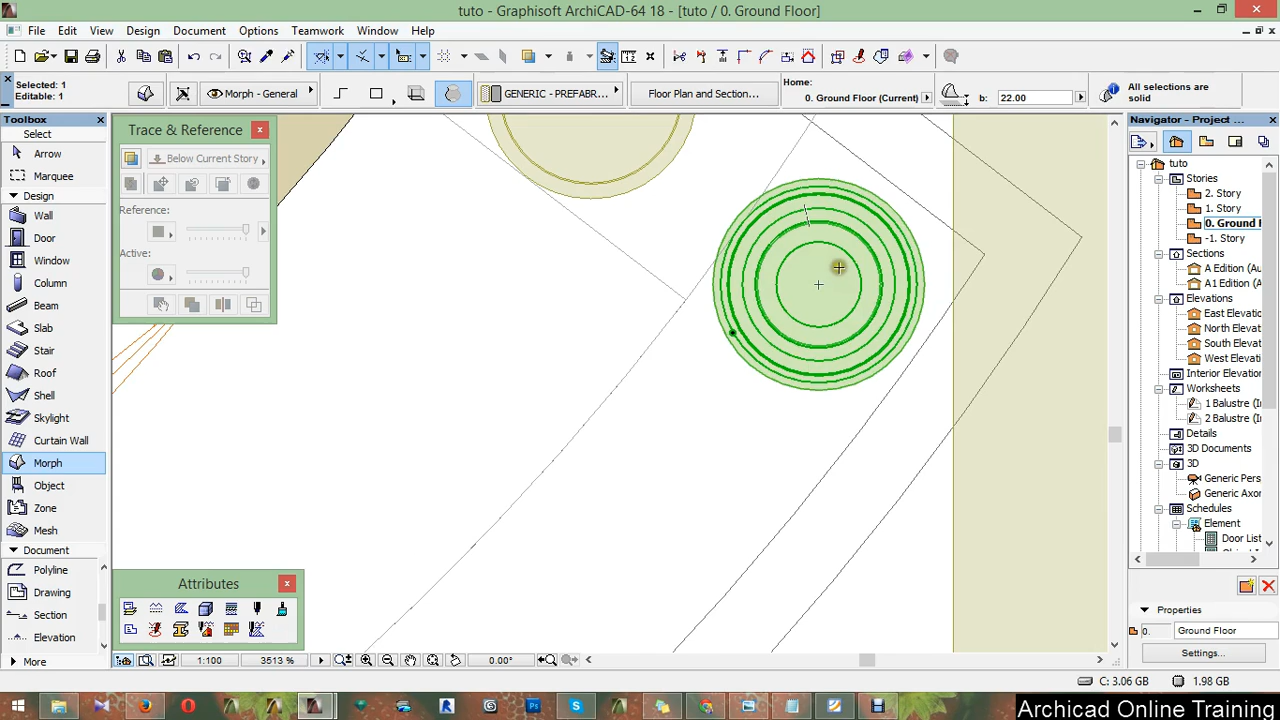 tuto - Graphisoft ArchiCAD-64 18 - [tuto / 0. Ground Floor]
File Edit View Design Document Options Teamwork Window Help
Selected: 1
Editable: 1
Morph - General
GENERIC - PREFABR...
Floor Plan and Section...
Home:
0. Ground Floor (Current)
b: 22.00
All selections are
solid
Toolbox
Select
Arrow
Marquee
Design
Wall
Door
Window
Column
Beam
Slab
Stair
Roof
Shell
Skylight
Curtain Wall
Morph
Object
Zone
Mesh
Document
Polyline
Drawing
Section
Elevation
More
Trace & Reference
Below Current Story
Reference:
Active:
Attributes
1:100
3513 %
0.00°
Navigator - Project ...
tuto
Stories
2. Story
1. Story
0. Ground F
-1. Story
Sections
A Edition (Au
A1 Edition (A
Elevations
East Elevatio
North Elevat
South Elevat
West Elevatio
Interior Elevatio
Worksheets
1 Balustre (In
2 Balustre (In
Details
3D Documents
3D
Generic Pers
Generic Axor
Schedules
Element
Door List
Properties
0.
Ground Floor
Settings...
C: 3.06 GB
1.98 GB
Archicad Online Training